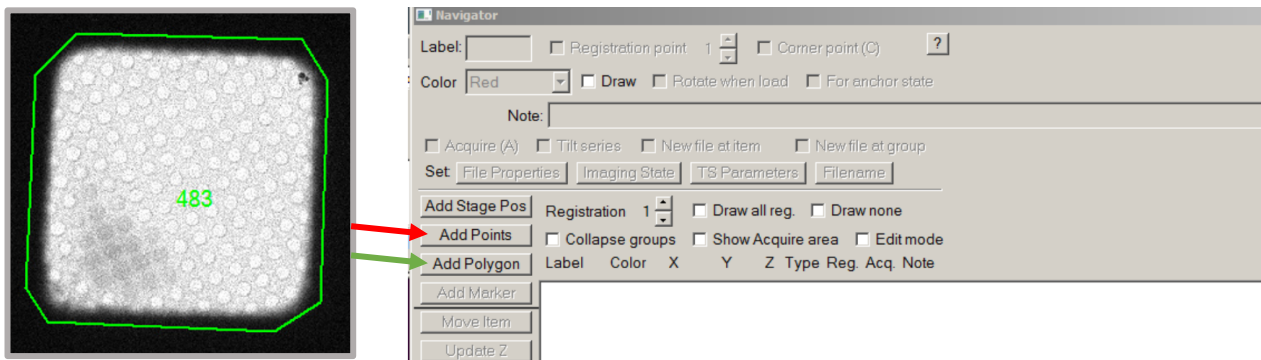 483
Navigator
Label: Registration point 1 Corner point (C) ?
Color Red Draw Rotate when load For anchor state
Note:
Acquire (A) Tilt series New file at item New file at group
Set File Properties Imaging State TS Parameters Filename
Add Stage Pos Registration 1 Draw all reg. Draw none
Add Points Collapse groups Show Acquire area Edit mode
Add Polygon Label Color X Y Z Type Reg. Acq. Note
Add Marker
Move Item
Update Z